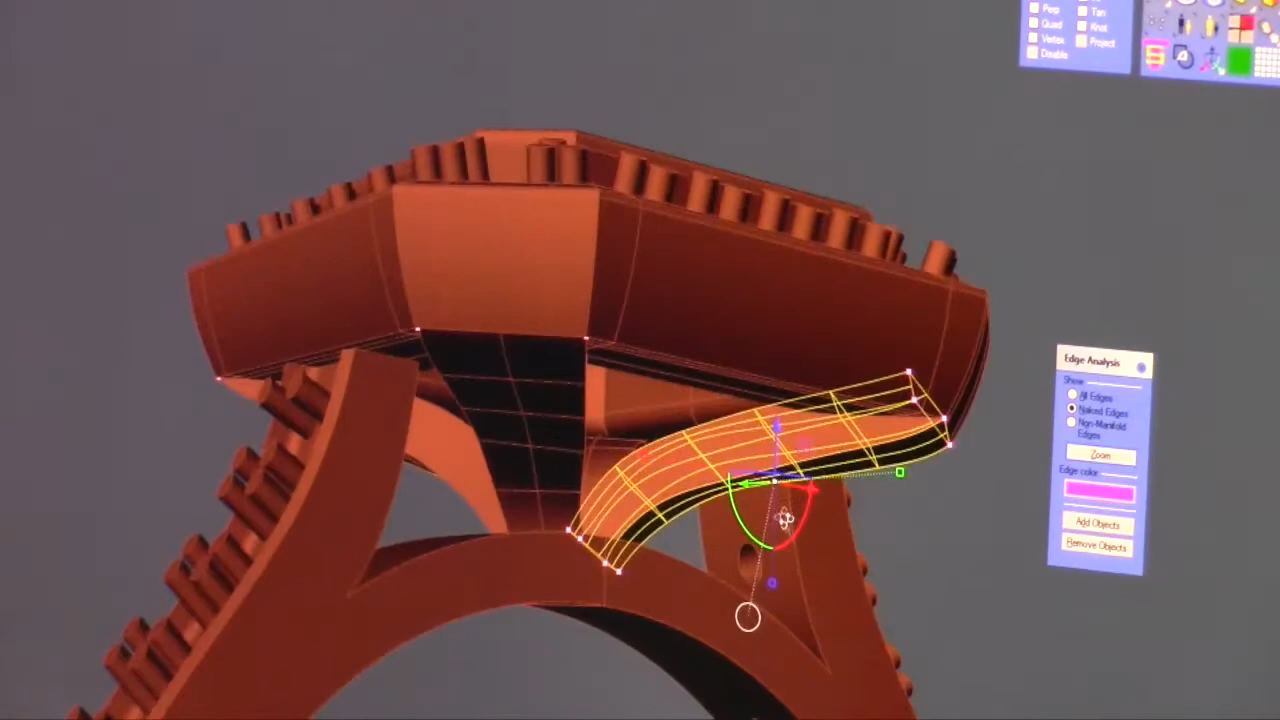 Perp
Tan
Quad
Knot
Vertex
Project
Disable
Edge Analysis
Show
All Edges
Naked Edges
Non-Manifold
Edges
Zoom
Edge color
Add Objects
Remove Objects